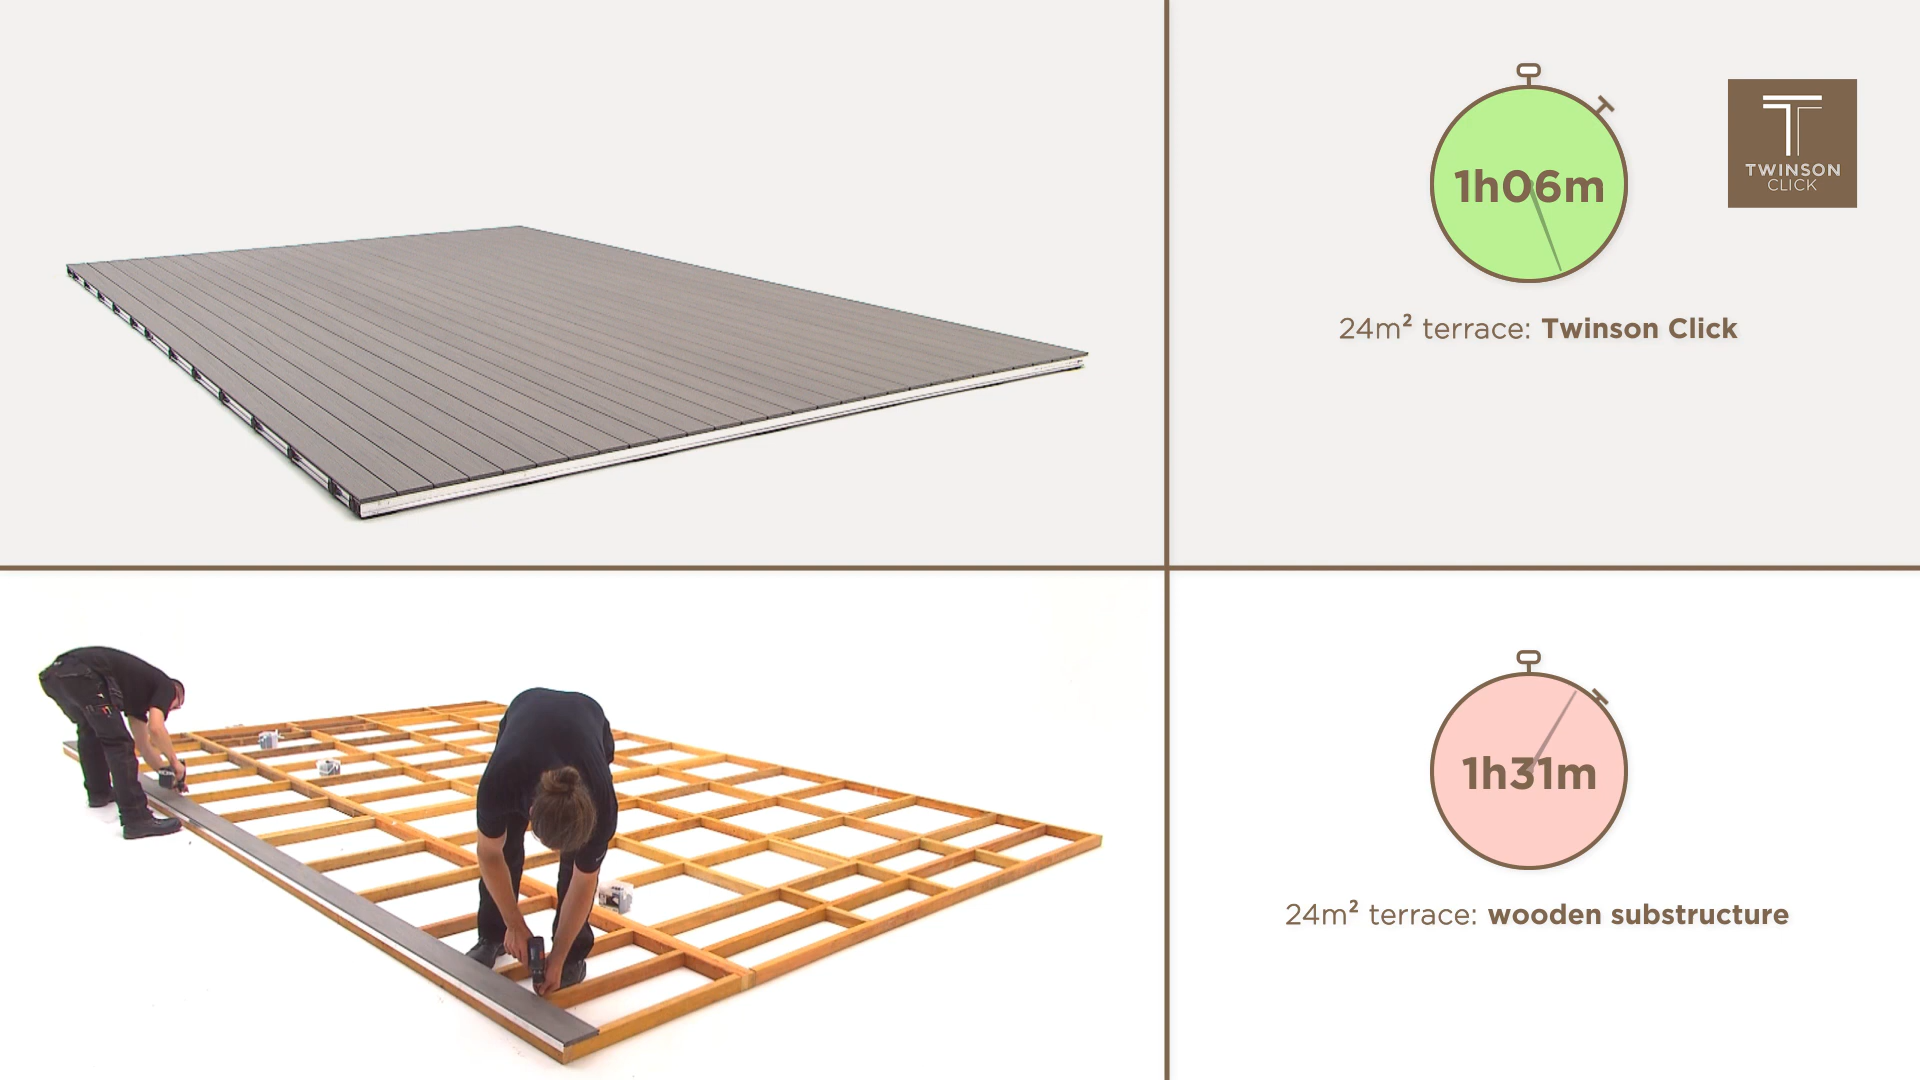 1h06m
TWINSON
CLICK
24m² terrace: Twinson Click
1h31m
24m² terrace: wooden substructure